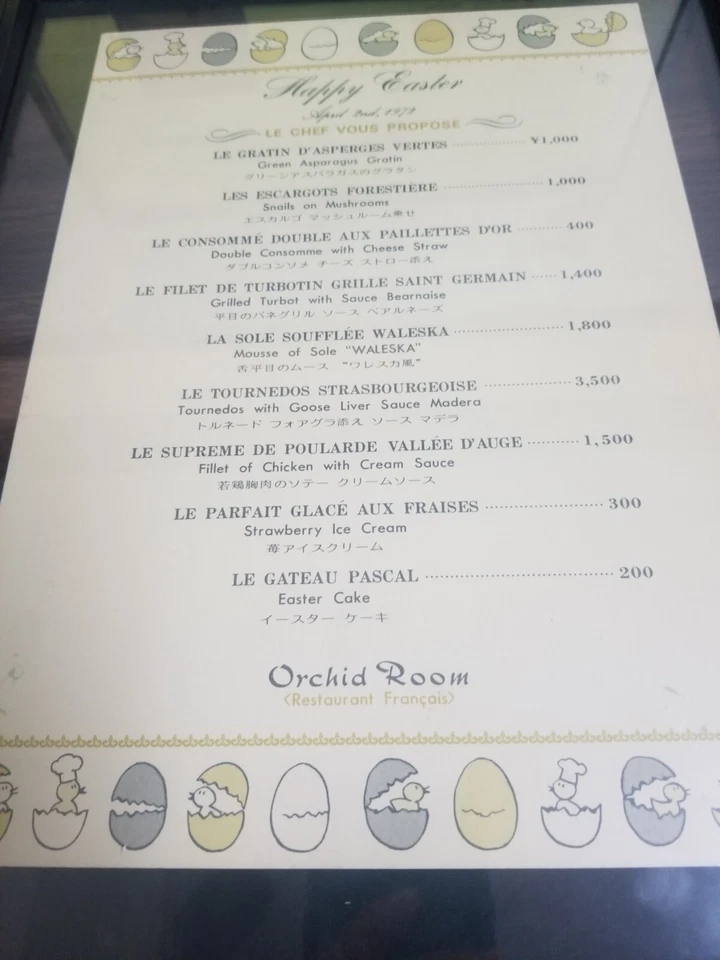 Happy Easter
April 2nd, 1972
LE CHEF VOUS PROPOSE
LE GRATIN D'ASPERGES VERTES ¥1,000
Green Asparagus Gratin
グリーンアスパラガスのグラタン
LES ESCARGOTS FORESTIÈRE 1,000
Snails on Mushrooms
エスカルゴ マッシュルーム乗せ
LE CONSOMMÉ DOUBLE AUX PAILLETTES D'OR 400
Double Consomme with Cheese Straw
ダブルコンソメ チーズ ストロー添え
LE FILET DE TURBOTIN GRILLE SAINT GERMAIN 1,400
Grilled Turbot with Sauce Bearnaise
平目のパネグリル ソース ベアルネーズ
LA SOLE SOUFFLÉE WALESKA 1,800
Mousse of Sole "WALESKA"
舌平目のムース "ワレスカ風"
LE TOURNEDOS STRASBOURGEOISE 3,500
Tournedos with Goose Liver Sauce Madera
トルネード フォアグラ添え ソース マデラ
LE SUPREME DE POULARDE VALLÉE D'AUGE 1,500
Fillet of Chicken with Cream Sauce
若鶏胸肉のソテー クリームソース
LE PARFAIT GLACÉ AUX FRAISES 300
Strawberry Ice Cream
苺アイスクリーム
LE GATEAU PASCAL 200
Easter Cake
イースター ケーキ
Orchid Room
<Restaurant Français>